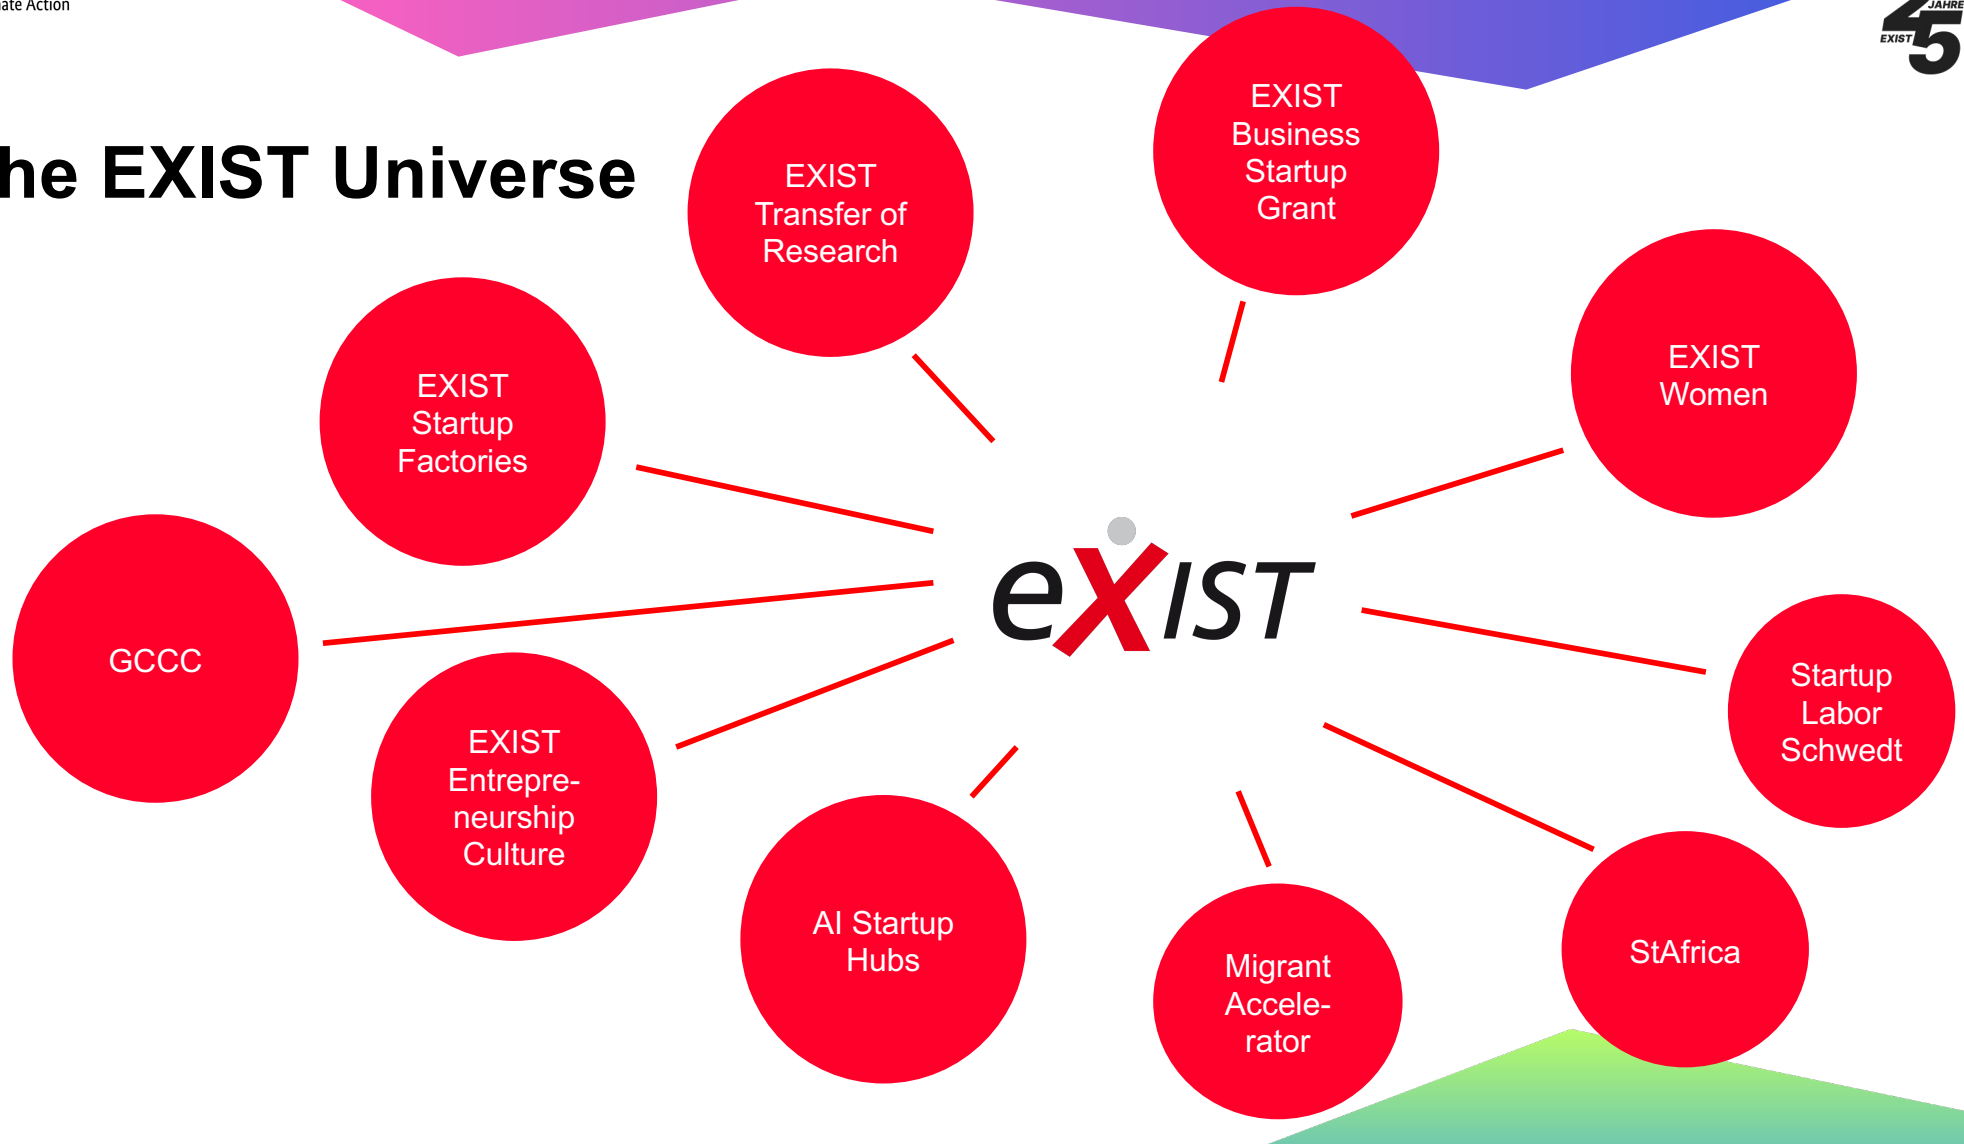 ate Action
JAHRE
EXIST
25
he EXIST Universe
EXIST
Transfer of
Research
EXIST
Business
Startup
Grant
EXIST
Women
EXIST
Startup
Factories
eXIST
GCCC
EXIST
Entrepre-
neurship
Culture
Startup
Labor
Schwedt
AI Startup
Hubs
Migrant
Accele-
rator
StAfrica